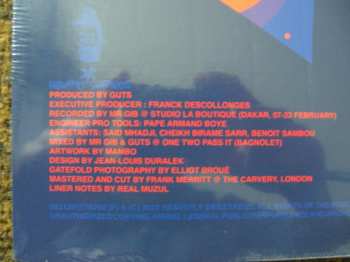 PRODUCED BY GUTS
EXECUTIVE PRODUCER : FRANCK DESCOLLONGES
RECORDED BY MR GIB @ STUDIO LA BOUTIQUE (DAKAR, 07-23 FEBRUARY)
ENGINEER PRO TOOLS: PAPE ARMAND BOYE
ASSISTANTS: SAID MHADJI, CHEIKH BIRAME SARR, BENOIT SAMBOU
MIXED BY MR GIB & GUTS @ ONE TWO PASS IT (BAGNOLET)
ARTWORK BY MAMBO
DESIGN BY JEAN-LOUIS DURALEK
GATEFOLD PHOTOGRAPHY BY ELLIOT BROUÉ
MASTERED AND CUT BY FRANK MERRITT @ THE CARVERY, LONDON
LINER NOTES BY REAL MUZUL